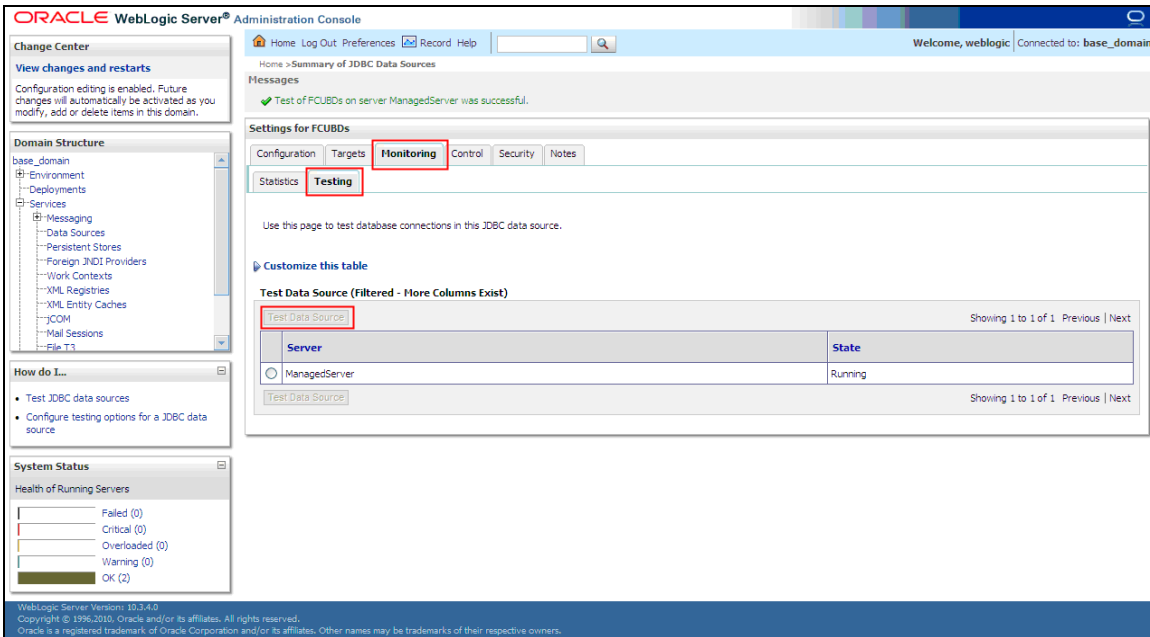 ORACLE WebLogic Server® Administration Console
Change Center
View changes and restarts
Configuration editing is enabled. Future
changes will automatically be activated as you
modify, add or delete items in this domain.
Domain Structure
base_domain
Environment
Deployments
Services
Messaging
Data Sources
Persistent Stores
Foreign JNDI Providers
Work Contexts
XML Registries
XML Entity Caches
jCOM
Mail Sessions
File T3
How do I...
Test JDBC data sources
Configure testing options for a JDBC data
source
System Status
Health of Running Servers
Failed (0)
Critical (0)
Overloaded (0)
Warning (0)
OK (2)
Home Log Out Preferences Record Help
Welcome, weblogic Connected to: base_domain
Home >Summary of JDBC Data Sources
Messages
Test of FCUBDs on server ManagedServer was successful.
Settings for FCUBDs
Configuration Targets Monitoring Control Security Notes
Statistics Testing
Use this page to test database connections in this JDBC data source.
Customize this table
Test Data Source (Filtered - More Columns Exist)
Test Data Source Showing 1 to 1 of 1 Previous | Next
Server State
ManagedServer Running
Test Data Source Showing 1 to 1 of 1 Previous | Next
WebLogic Server Version: 10.3.4.0
Copyright © 1996,2010, Oracle and/or its affiliates. All rights reserved.
Oracle is a registered trademark of Oracle Corporation and/or its affiliates. Other names may be trademarks of their respective owners.